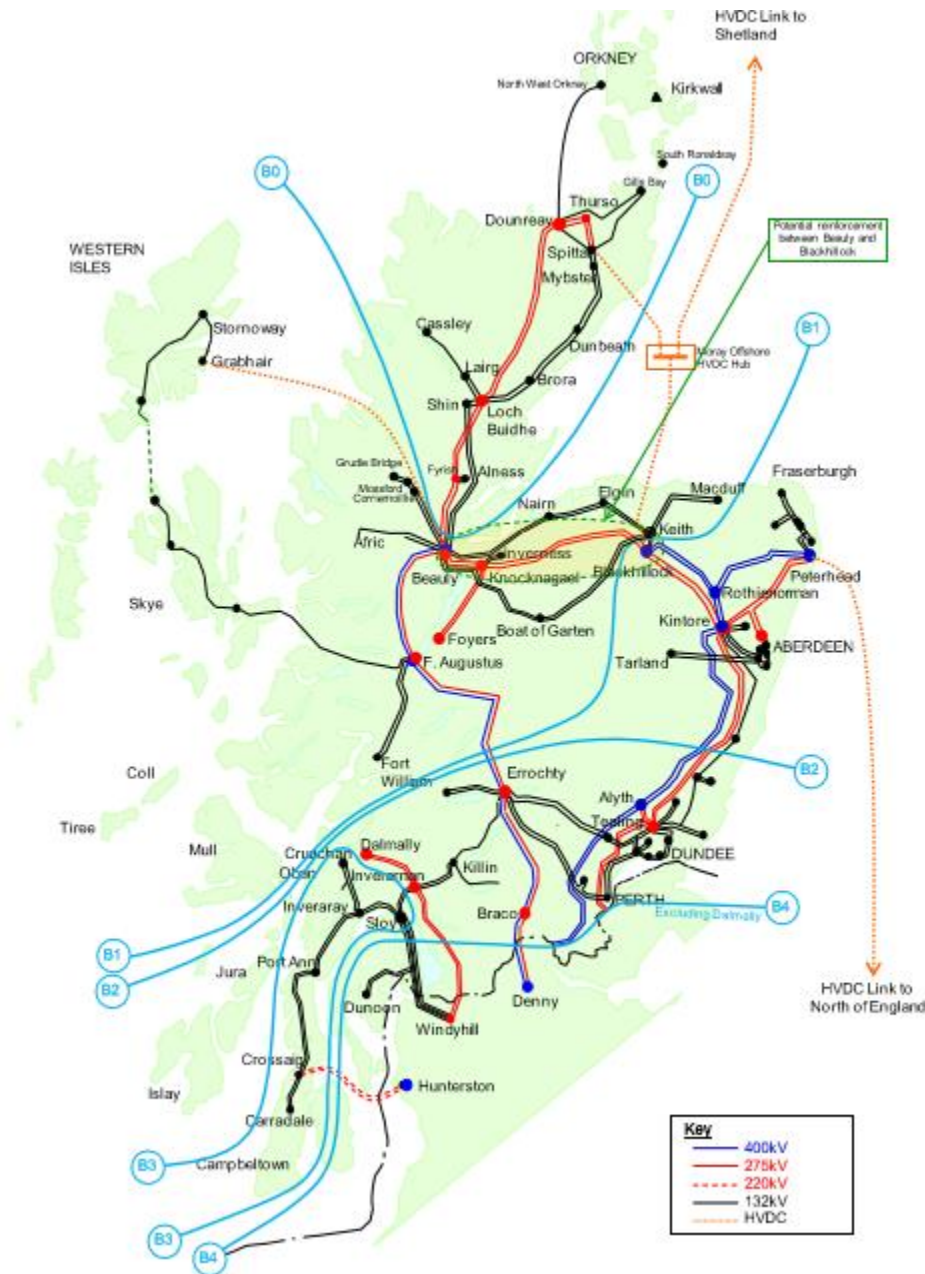 HVDC Link to
Shetland
ORKNEY
North West Orkney
Kirkwall
South Ronaldsay
B0
B0
Gills Bay
Thurso
Dounreay
Potential reinforcement
between Beauly and
Blackhillock
Spittal
Mybster
WESTERN
ISLES
Stornoway
Cassley
Dunbeath
B1
Moray Offshore
HVDC Hub
Grabhair
Lairg
Brora
Shin
Loch
Buidhe
Grudie Bridge
Fyrish
Alness
Mossford
Fraserburgh
Elgin
Macduff
Nairn
Keith
Afric
Inverness
Beauly
Knocknagael
Blackhillock
Peterhead
Rothienorman
Skye
Kintore
Boat of Garten
Foyers
ABERDEEN
F. Augustus
Tarland
Fort
William
Coll
Errochty
B2
Alyth
Tiree
Tealing
Mull
Dalmally
Cruachan
DUNDEE
Oban
Killin
Inverarnan
PERTH
Inveraray
Braco
B4
Excluding Dalmally
Sloy
B1
Port Ann
Jura
B2
Denny
HVDC Link to
North of England
Dunoon
Windyhill
Crossaig
Hunterston
Islay
Carradale
Key
400kV
275kV
220kV
132kV
HVDC
B3
Campbeltown
B3
B4